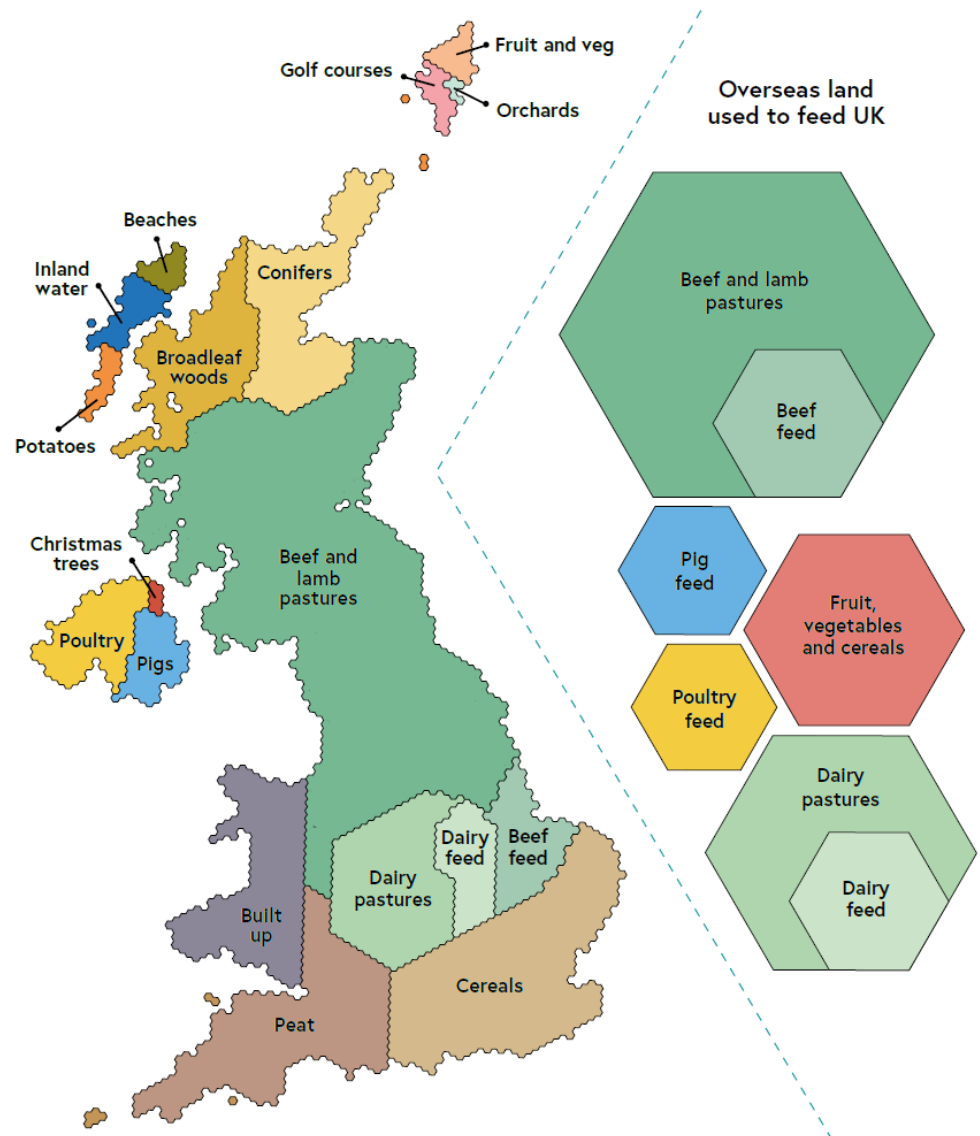 Fruit and veg
Golf courses
Orchards
Overseas land
used to feed UK
Beaches
Inland
water
Conifers
Broadleaf
woods
Potatoes
Beef and lamb
pastures
Beef
feed
Christmas
trees
Poultry
Pigs
Beef and
lamb
pastures
Pig
feed
Fruit,
vegetables
and cereals
Poultry
feed
Dairy
pastures
Dairy
feed
Built
up
Dairy
pastures
Dairy
feed
Beef
feed
Peat
Cereals